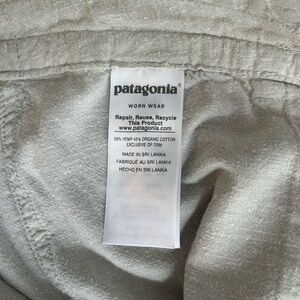 patagonia®
WORN WEAR
Repair, Reuse, Recycle
This Product
www.patagonia.com
55% HEMP 45% ORGANIC COTTON
EXCLUSIVE OF TRIM
MADE IN SRI LANKA
FABRIQUÉ AU SRI LANKA
HECHO EN SRI LANKA